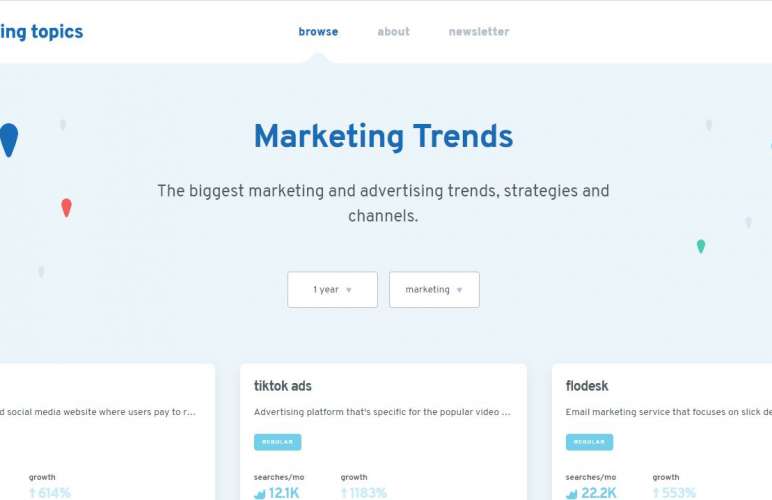 ing topics
browse about newsletter
Marketing Trends
The biggest marketing and advertising trends, strategies and
channels.
1 year marketing
tiktok ads flodesk
d social media website where users pay to r... Advertising platform that's specific for the popular video ... Email marketing service that focuses on slick de
REGULAR REGULAR
growth searches/mo growth searches/mo growth
614% 12.1K 1183% 22.2K 553%